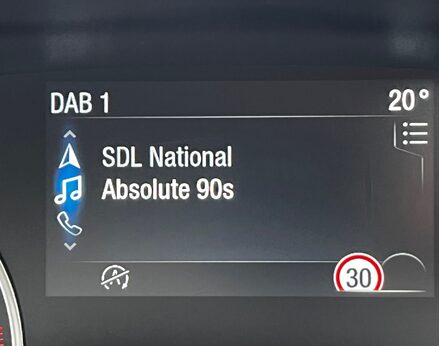 DAB 1
20°
SDL National
Absolute 90s
A
30